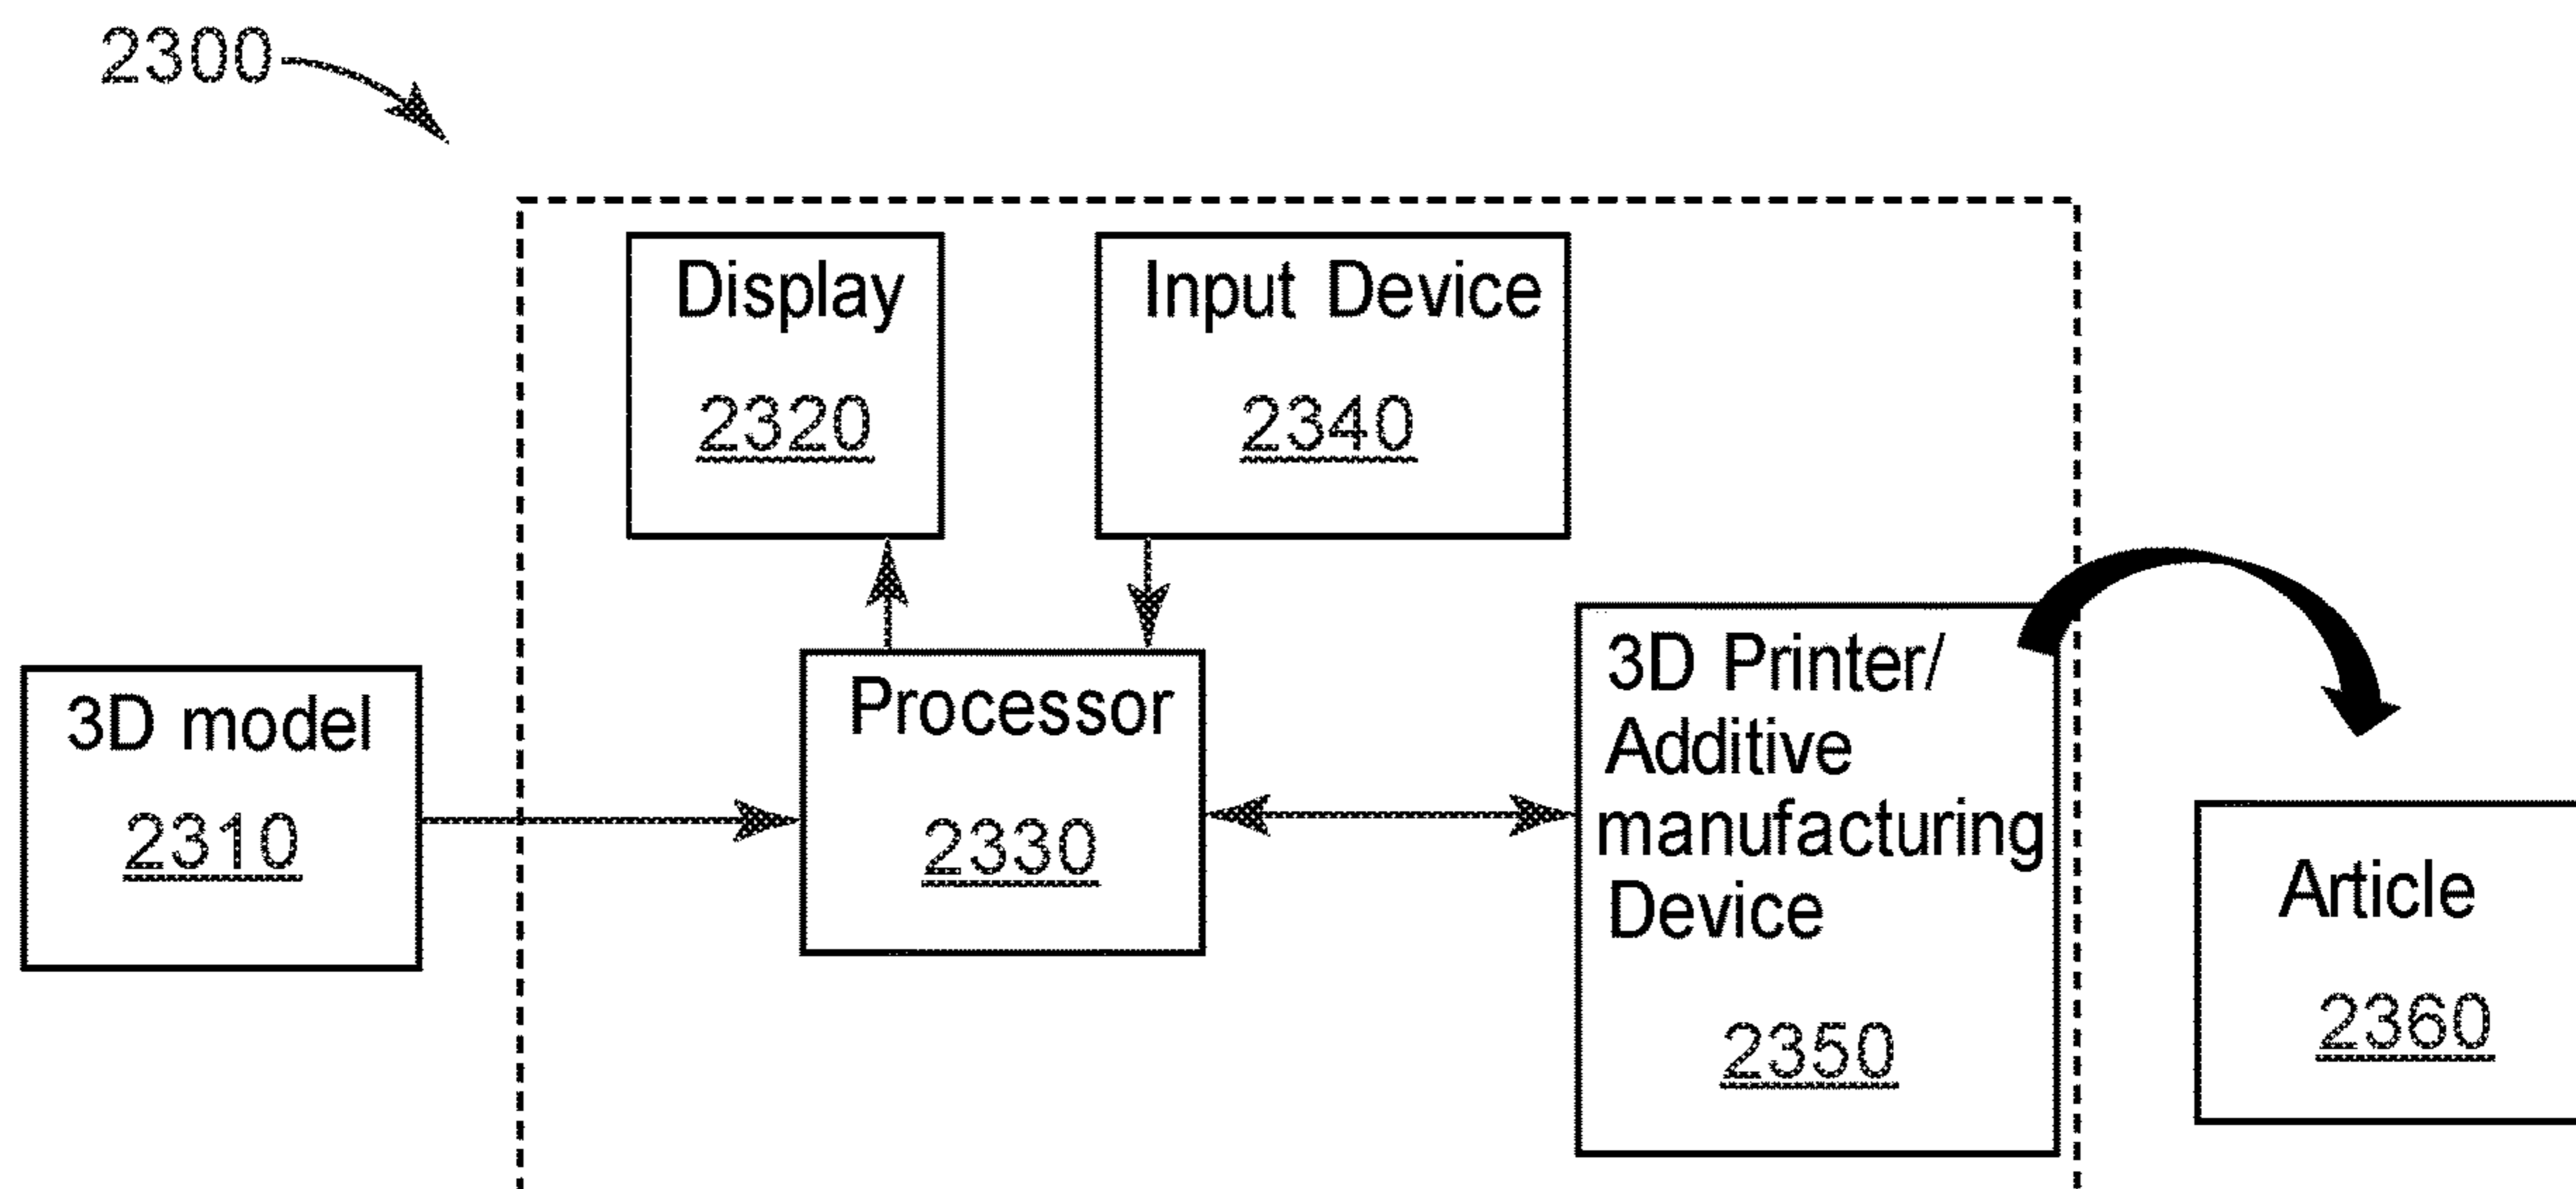 2300
Display
2320
Input Device
2340
3D model
2310
Processor
2330
3D Printer/
Additive
manufacturing
Device
2350
Article
2360